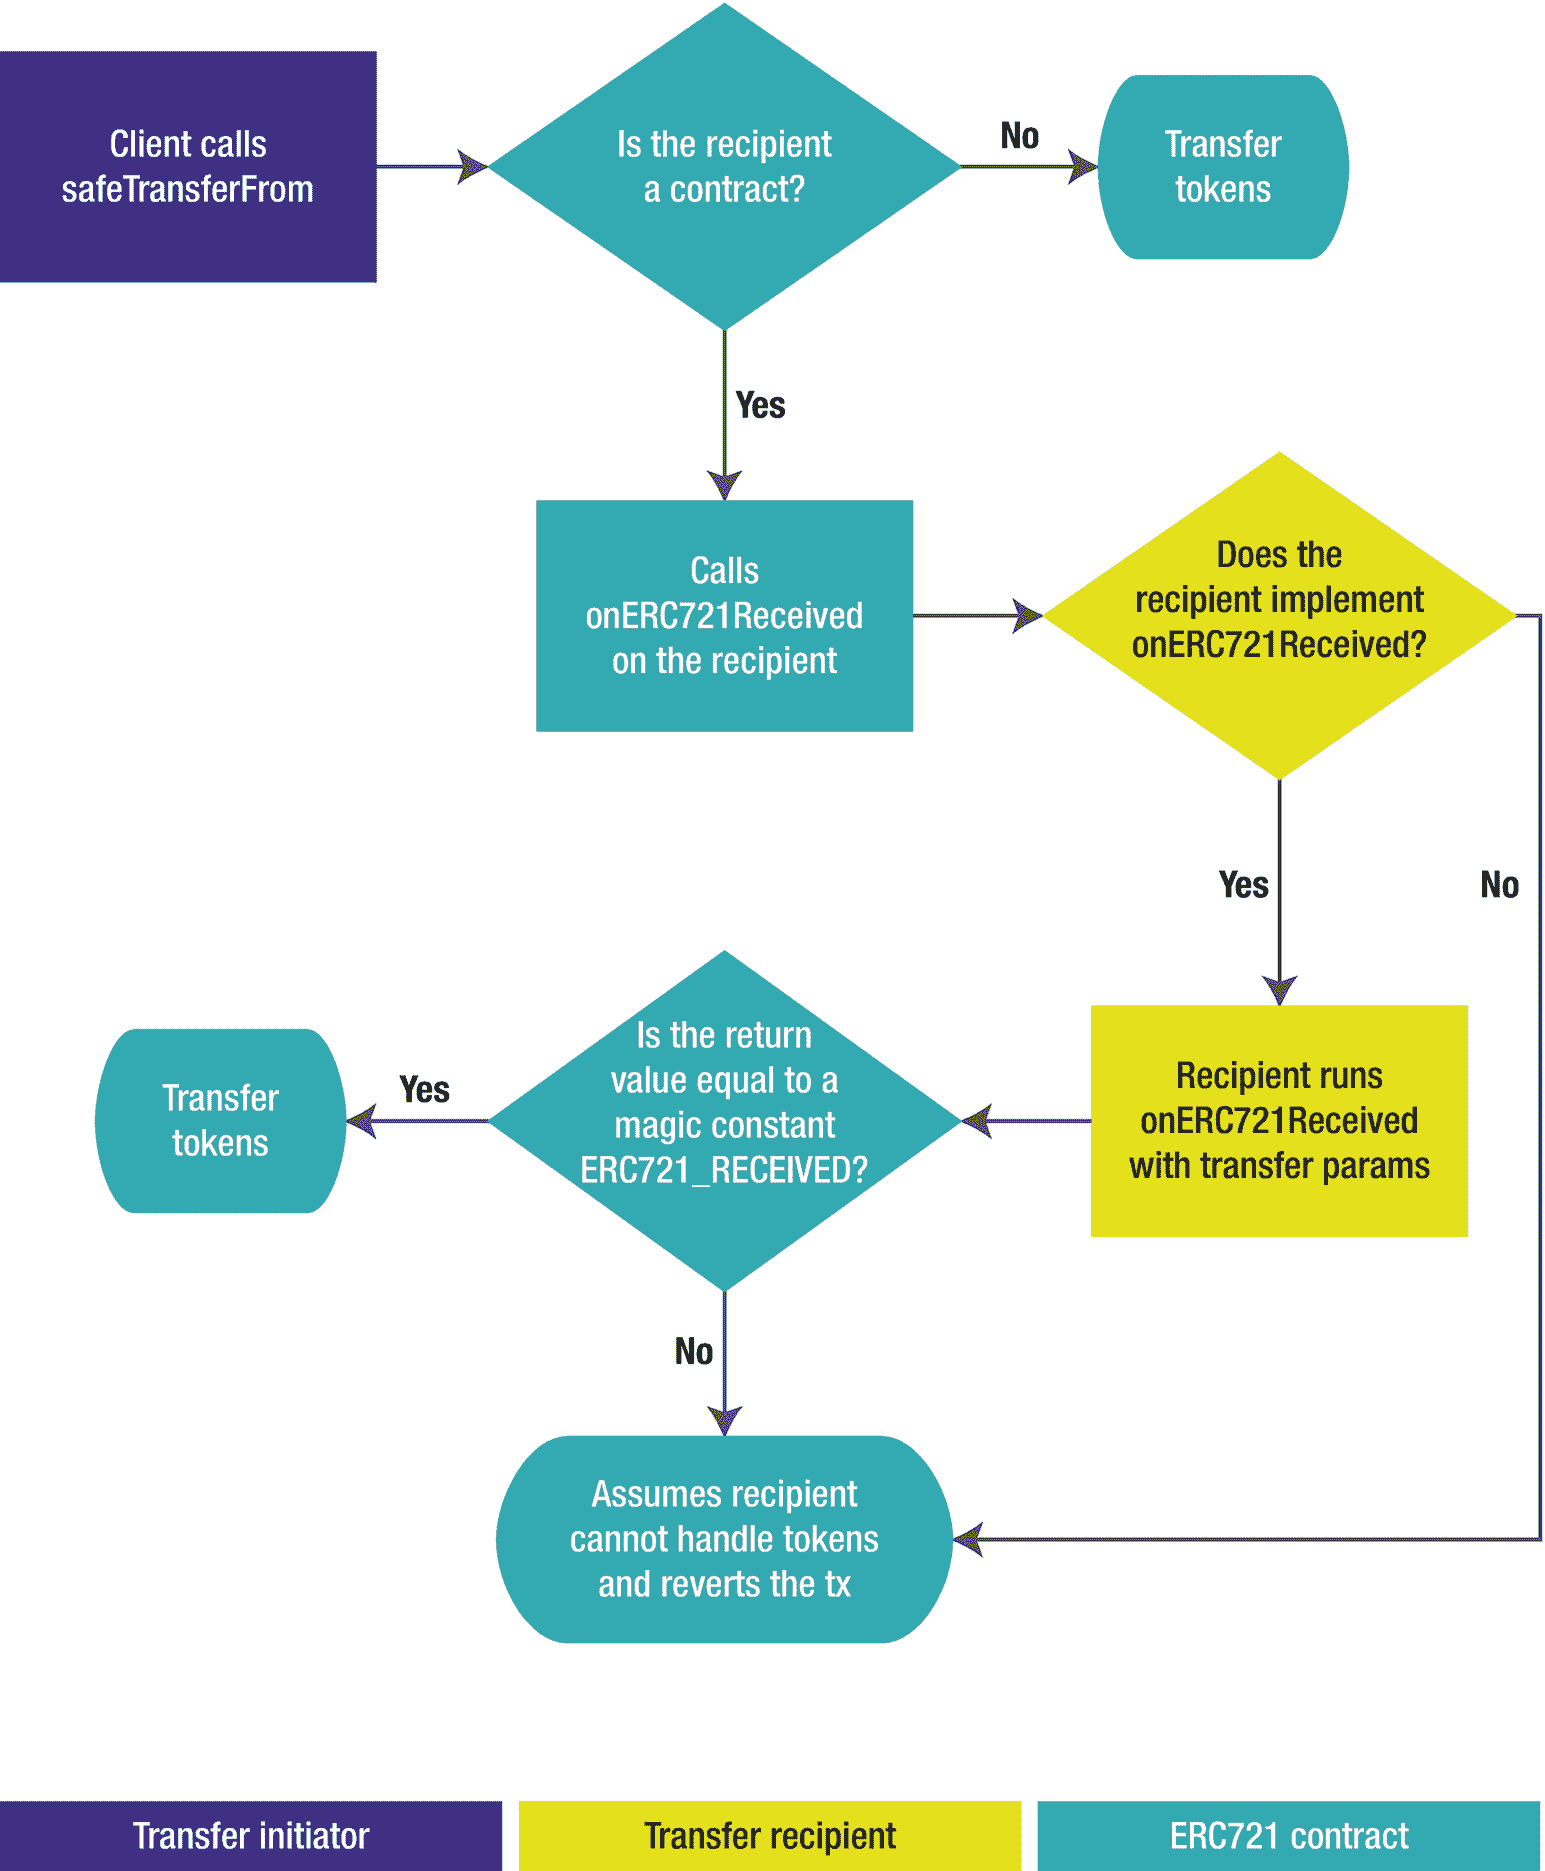 Client calls
safeTransferFrom
Is the recipient
a contract?
No
Transfer
tokens
Yes
Calls
onERC721Received
on the recipient
Does the
recipient implement
onERC721Received?
Yes
No
Recipient runs
onERC721Received
with transfer params
Is the return
value equal to a
magic constant
ERC721_RECEIVED?
Yes
Transfer
tokens
No
Assumes recipient
cannot handle tokens
and reverts the tx
Transfer initiator
Transfer recipient
ERC721 contract